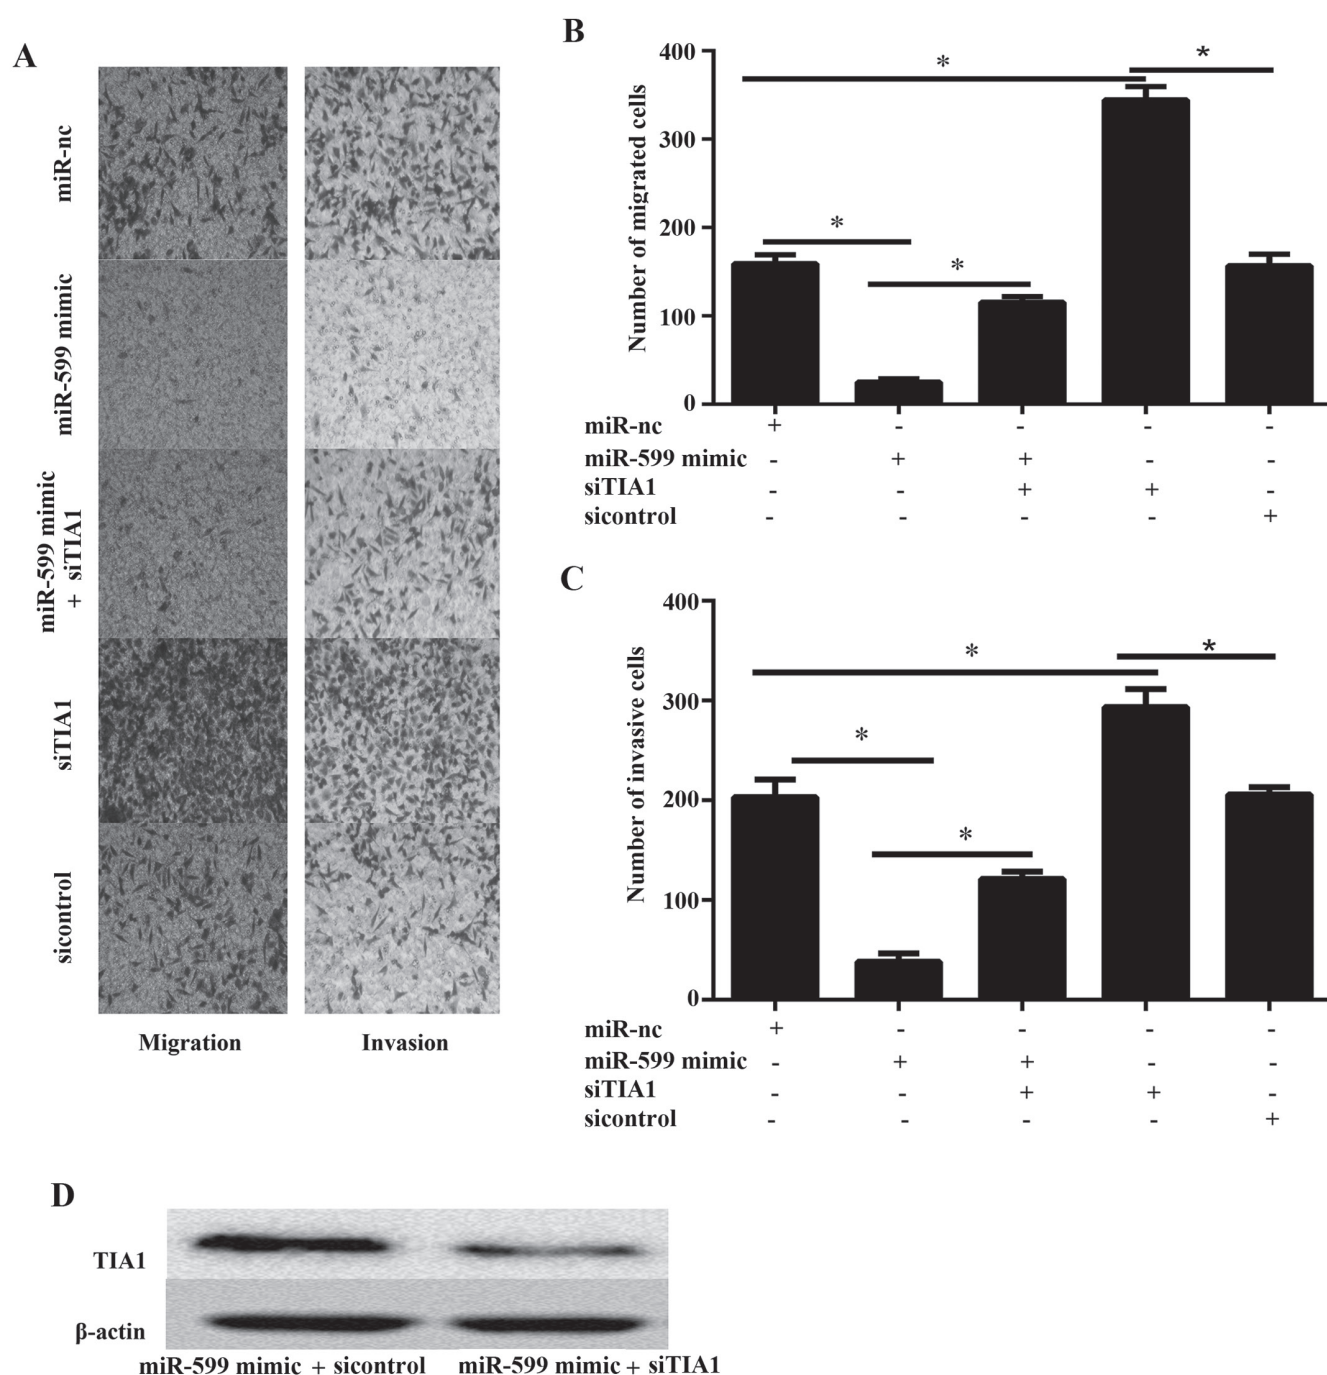 A
miR-nc
miR-599 mimic
miR-599 mimic
+ siTIA1
siTIA1
sicontrol
Migration Invasion
B
Number of migrated cells
400
300
200
100
0
* * * *
miR-nc + - - - -
miR-599 mimic - + + - -
siTIA1 - - + + -
sicontrol - - - - +
C
Number of invasive cells
400
300
200
100
0
* * * *
miR-nc + - - - -
miR-599 mimic - + + - -
siTIA1 - - + + -
sicontrol - - - - +
D
TIA1
β-actin
miR-599 mimic + sicontrol miR-599 mimic + siTIA1